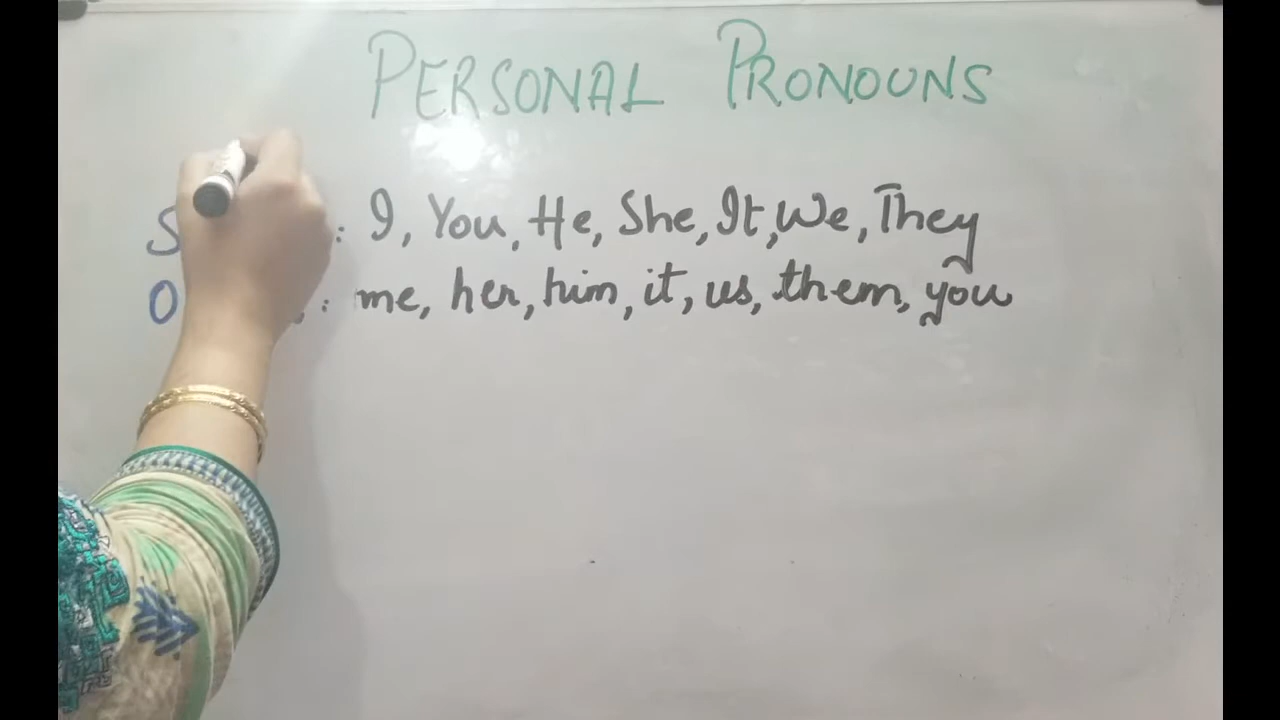 PERSONAL PRONOUNS
: I, You, He, She, It, We, They
: me, her, him, it, us, them, you